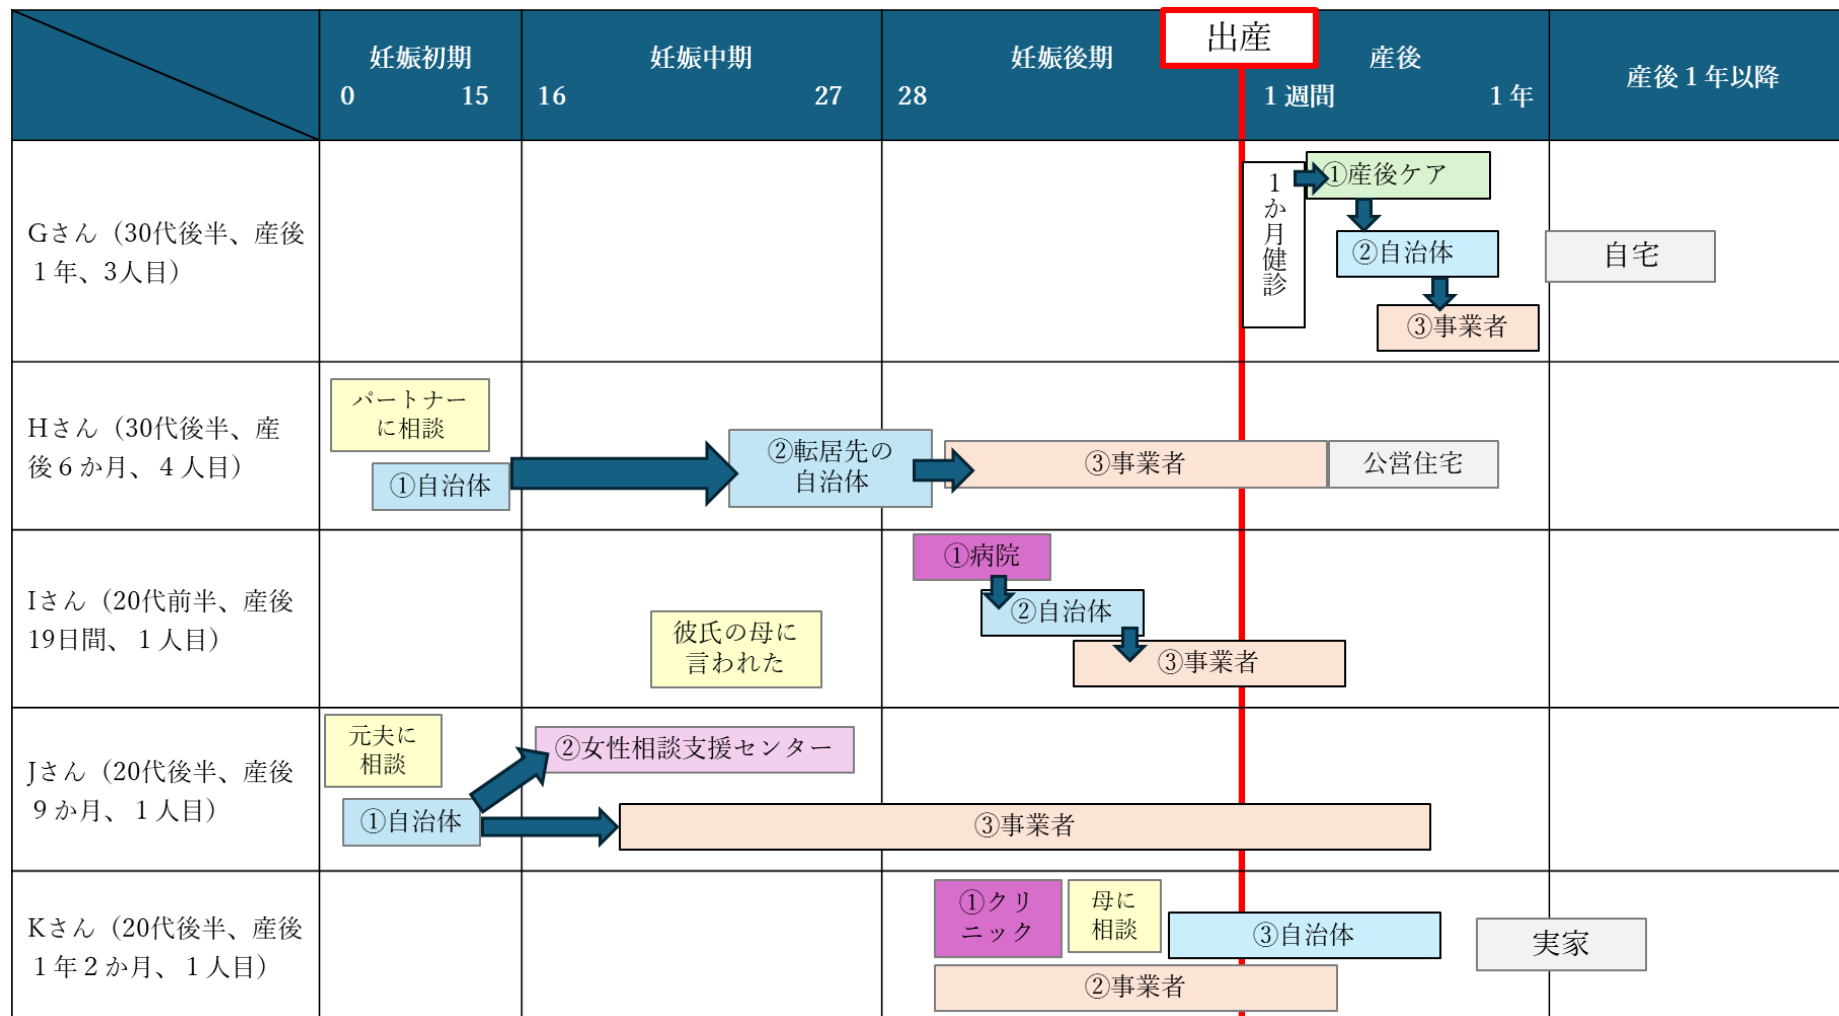 妊娠初期
0 15
妊娠中期
16 27
妊娠後期
28
出産
産後
1週間 1年
産後1年以降
Gさん（30代後半、産後
1年、3人目）
1か月健診
①産後ケア
②自治体
③事業者
自宅
Hさん（30代後半、産
後6か月、4人目）
パートナー
に相談
①自治体
②転居先の
自治体
③事業者
公営住宅
Iさん（20代前半、産後
19日間、1人目）
彼氏の母に
言われた
①病院
②自治体
③事業者
Jさん（20代後半、産後
9か月、1人目）
元夫に
相談
①自治体
②女性相談支援センター
③事業者
Kさん（20代後半、産後
1年2か月、1人目）
①クリ
ニック
母に
相談
③自治体
②事業者
実家